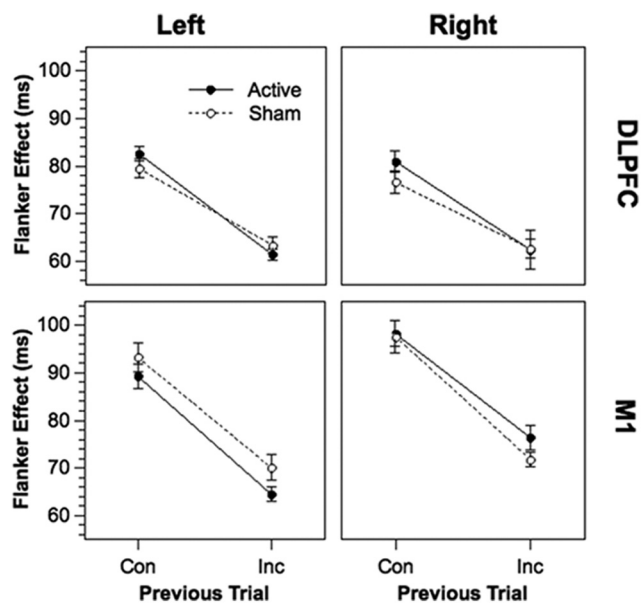 Left Right
Flanker Effect (ms)
100
90
80
70
60
Active
Sham
DLPFC
Flanker Effect (ms)
100
90
80
70
60
M1
Con Inc Con Inc
Previous Trial Previous Trial